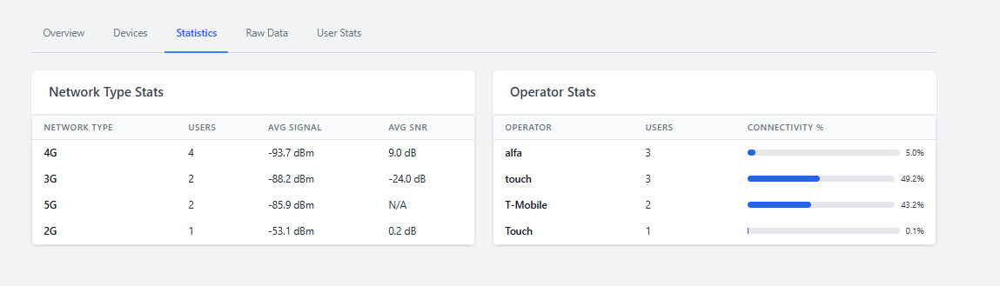 Overview Devices Statistics Raw Data User Stats
Network Type Stats
NETWORK TYPE USERS AVG SIGNAL AVG SNR
4G 4 -93.7 dBm 9.0 dB
3G 2 -88.2 dBm -24.0 dB
5G 2 -85.9 dBm N/A
2G 1 -53.1 dBm 0.2 dB
Operator Stats
OPERATOR USERS CONNECTIVITY %
alfa 3 5.0%
touch 3 49.2%
T-Mobile 2 43.2%
Touch 1 0.1%